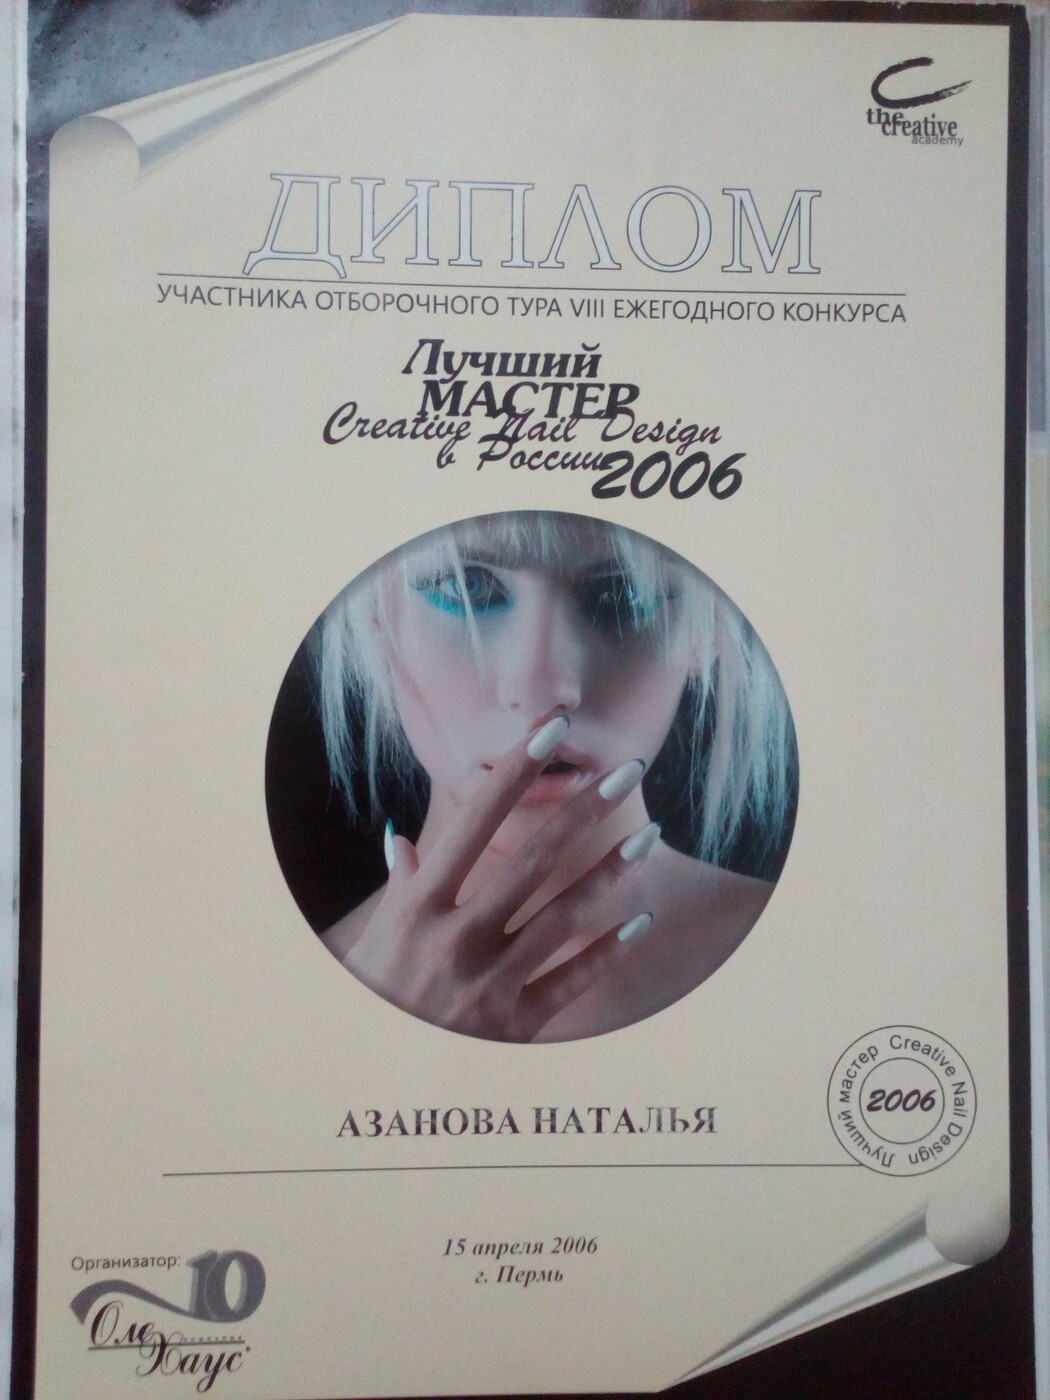 the
creative
academy
ДИПЛОМ
УЧАСТНИКА ОТБОРОЧНОГО ТУРА VIII ЕЖЕГОДНОГО КОНКУРСА
Лучший
МАСТЕР
Creative Nail Design
в России 2006
АЗАНОВА НАТАЛЬЯ
Лучший мастер Creative Nail Design
2006
15 апреля 2006
г. Пермь
Организатор:
10
Оле
компания
Хаус